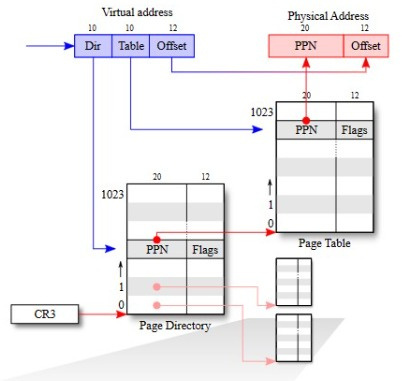 Virtual address
Physical Address
10 10 12
20 12
Dir Table Offset
PPN Offset
20 12
1023
PPN Flags
20 12
1023
1
0
Page Table
PPN Flags
1
0
CR3
Page Directory